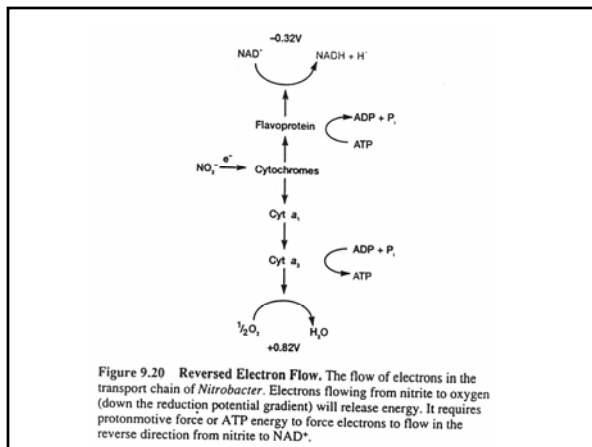 −0.32V
NAD⁺ NADH + H⁺
Flavoprotein
ADP + Pᵢ
ATP
NO₂⁻ e⁻ Cytochromes
Cyt a₁
Cyt a₃
ADP + Pᵢ
ATP
½O₂ H₂O
+0.82V
Figure 9.20 Reversed Electron Flow. The flow of electrons in the
transport chain of Nitrobacter. Electrons flowing from nitrite to oxygen
(down the reduction potential gradient) will release energy. It requires
protonmotive force or ATP energy to force electrons to flow in the
reverse direction from nitrite to NAD⁺.